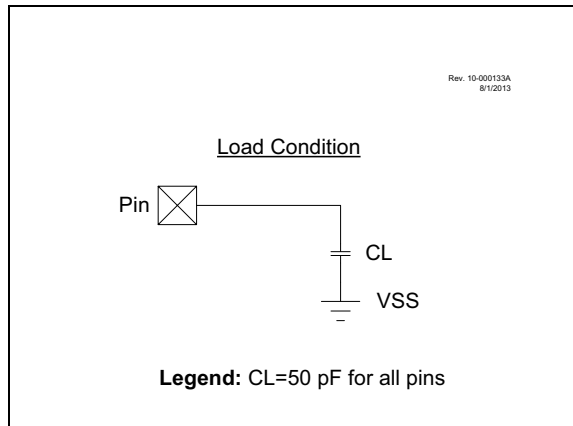 Rev. 10-000133A
8/1/2013
Load Condition
Pin
CL
VSS
Legend: CL=50 pF for all pins